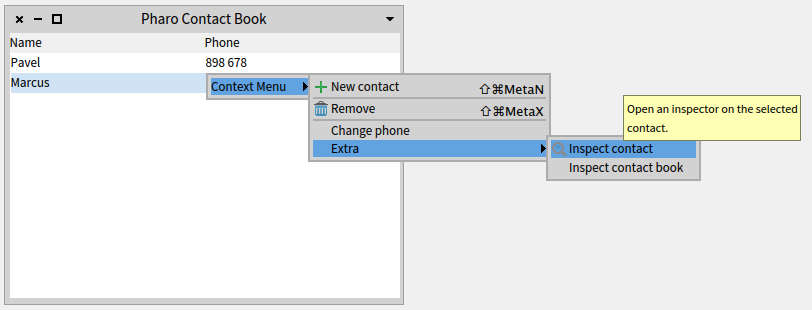 Pharo Contact Book
Name Phone
Pavel 898 678
Marcus
Context Menu
New contact ⇧⌘MetaN
Remove ⇧⌘MetaX
Change phone
Extra
Inspect contact
Inspect contact book
Open an inspector on the selected
contact.